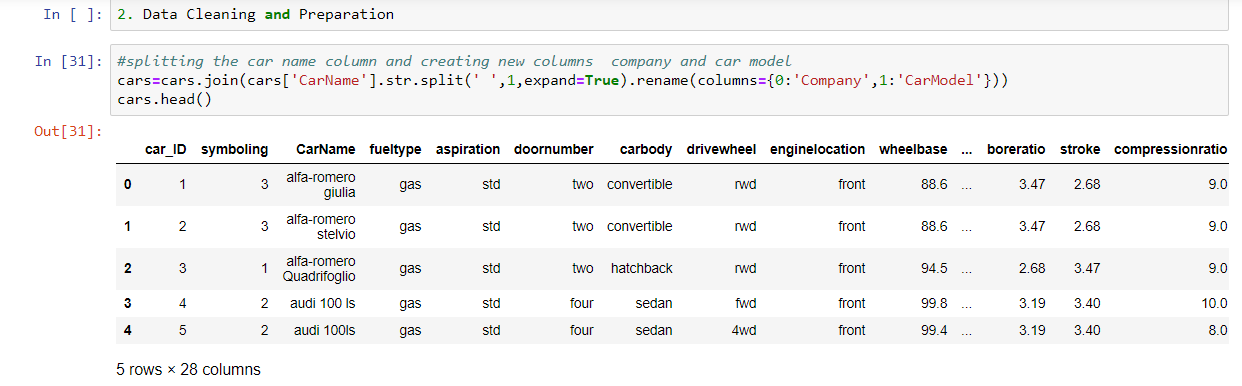 In [ ]: 2. Data Cleaning and Preparation
In [31]: #splitting the car name column and creating new columns  company and car model
cars=cars.join(cars['CarName'].str.split(' ',1,expand=True).rename(columns={0:'Company',1:'CarModel'}))
cars.head()
Out[31]:
car_ID symboling CarName fueltype aspiration doornumber carbody drivewheel enginelocation wheelbase ... boreratio stroke compressionratio
0 1 3 alfa-romero giulia gas std two convertible rwd front 88.6 ... 3.47 2.68 9.0
1 2 3 alfa-romero stelvio gas std two convertible rwd front 88.6 ... 3.47 2.68 9.0
2 3 1 alfa-romero Quadrifoglio gas std two hatchback rwd front 94.5 ... 2.68 3.47 9.0
3 4 2 audi 100 ls gas std four sedan fwd front 99.8 ... 3.19 3.40 10.0
4 5 2 audi 100ls gas std four sedan 4wd front 99.4 ... 3.19 3.40 8.0
5 rows × 28 columns